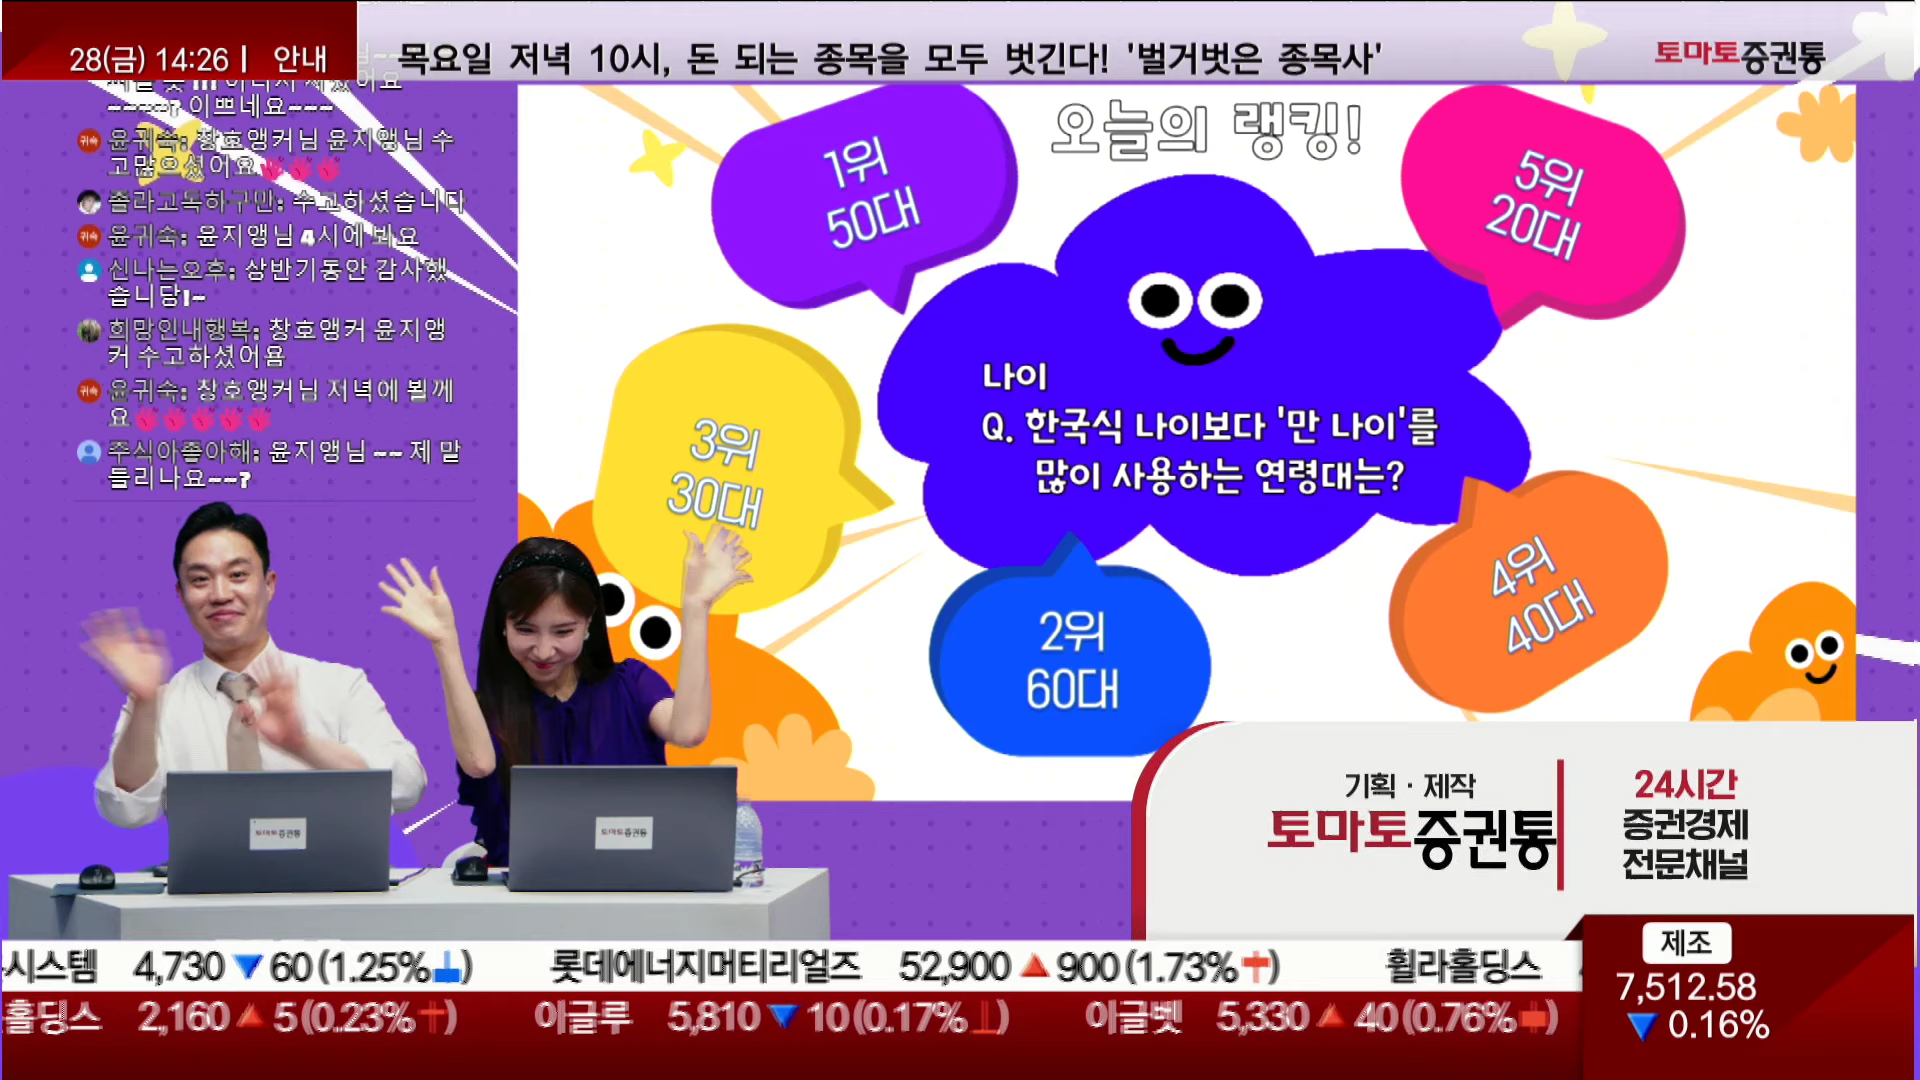 28(금) 14:26 안내
목요일 저녁 10시, 돈 되는 종목을 모두 벗긴다! '벌거벗은 종목사'
토마토증권통
이쁘네요~~~
윤귀숙: 창호앵커님 윤지앵님 수
고많으셨어요
졸라고독하구만: 수고하셨습니다
윤귀숙: 윤지앵님 4시에 봐요
신나는오후: 상반기동안 감사했
습니당!~
희망인내행복: 창호앵커 윤지앵
커 수고하셨어욤
윤귀숙: 창호앵커님 저녁에 뵐께
요
주식아좋아해: 윤지앵님 ~~ 제 말
들리나요~~?
오늘의 랭킹!
1위
50대
5위
20대
3위
30대
나이
Q. 한국식 나이보다 '만 나이'를
많이 사용하는 연령대는?
2위
60대
4위
40대
토마토증권통
토마토증권통
기획 · 제작
토마토증권통
24시간
증권경제
전문채널
시스템 4,730 ▼ 60 (1.25%↓) 롯데에너지머티리얼즈 52,900 ▲ 900 (1.73%↑) 휠라홀딩스
홀딩스 2,160 ▲ 5 (0.23%↑) 이글루 5,810 ▼ 10 (0.17%↓) 이글벳 5,330 ▲ 40 (0.76%↑)
제조
7,512.58
▼ 0.16%